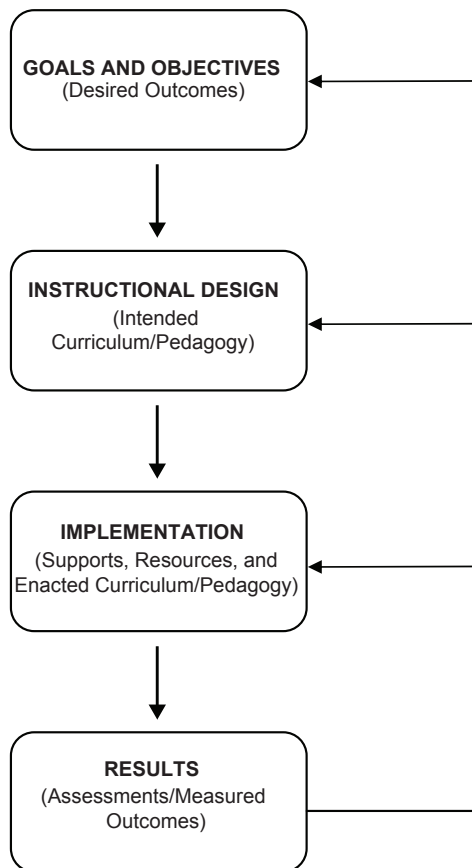 GOALS AND OBJECTIVES
(Desired Outcomes)
INSTRUCTIONAL DESIGN
(Intended
Curriculum/Pedagogy)
IMPLEMENTATION
(Supports, Resources, and
Enacted Curriculum/Pedagogy)
RESULTS
(Assessments/Measured
Outcomes)